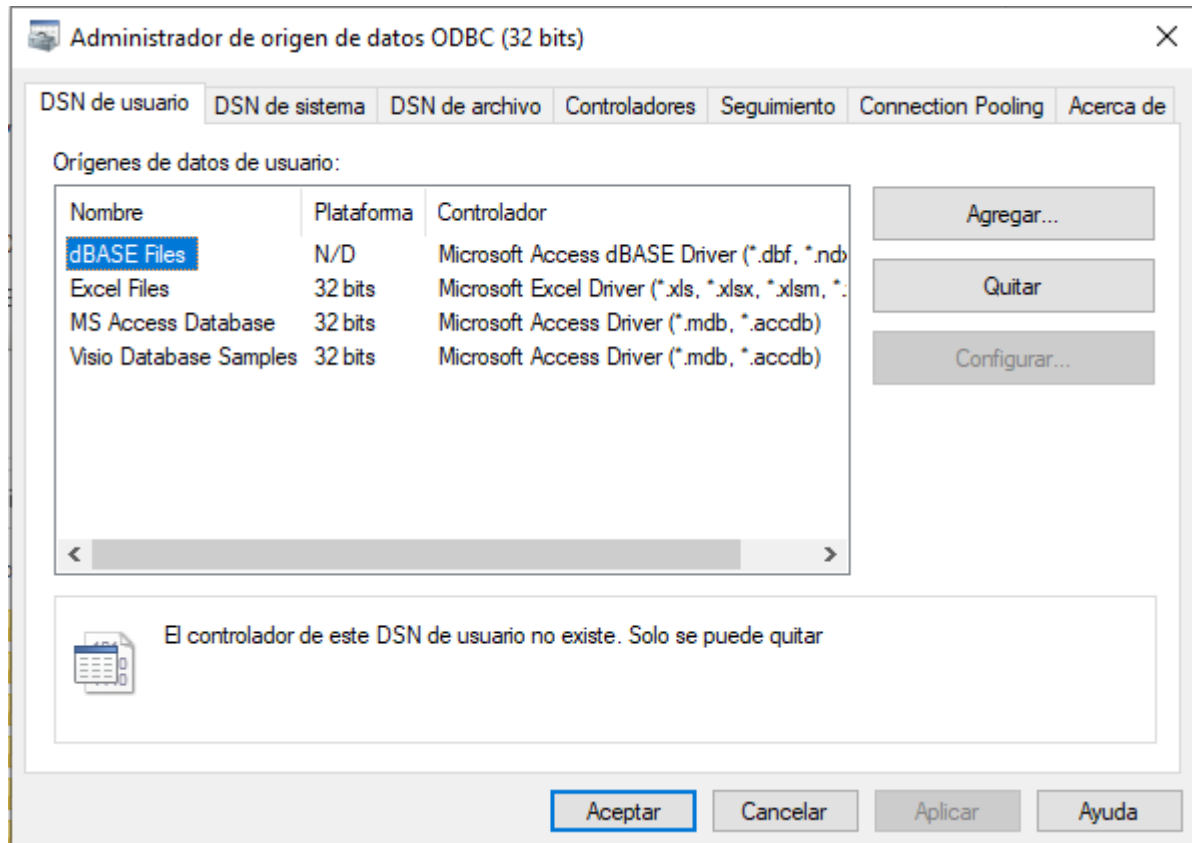 Administrador de origen de datos ODBC (32 bits)
DSN de usuario DSN de sistema DSN de archivo Controladores Seguimiento Connection Pooling Acerca de
Orígenes de datos de usuario:
Nombre Plataforma Controlador
dBASE Files N/D Microsoft Access dBASE Driver (*.dbf, *.ndx
Excel Files 32 bits Microsoft Excel Driver (*.xls, *.xlsx, *.xlsm, *.
MS Access Database 32 bits Microsoft Access Driver (*.mdb, *.accdb)
Visio Database Samples 32 bits Microsoft Access Driver (*.mdb, *.accdb)
Agregar...
Quitar
Configurar...
El controlador de este DSN de usuario no existe. Solo se puede quitar
Aceptar Cancelar Aplicar Ayuda